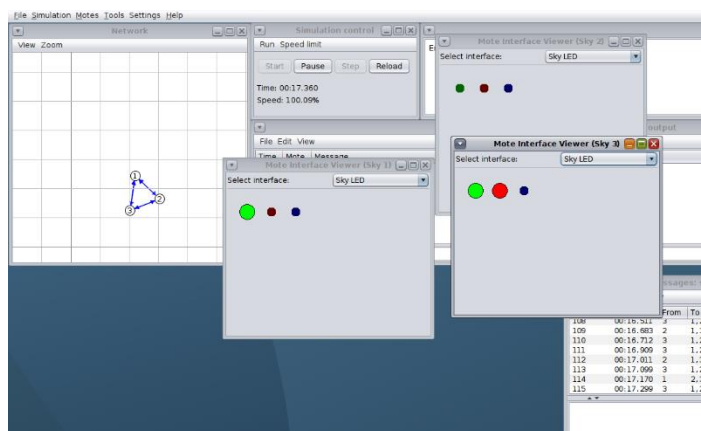 File Simulation Motes Tools Settings Help
Network
View Zoom
1
2
3
Simulation control
Run Speed limit
Start Pause Step Reload
Time: 00:17.360
Speed: 100.09%
File Edit View
Time Mote Message
output
Mote Interface Viewer (Sky 2)
Select interface: Sky LED
Mote Interface Viewer (Sky 1)
Select interface: Sky LED
Mote Interface Viewer (Sky 3)
Select interface: Sky LED
From To
108 00:16.511 3
109 00:16.683 2
110 00:16.712 3
111 00:16.909 3
112 00:17.011 2
113 00:17.099 3
114 00:17.170 1
115 00:17.299 3